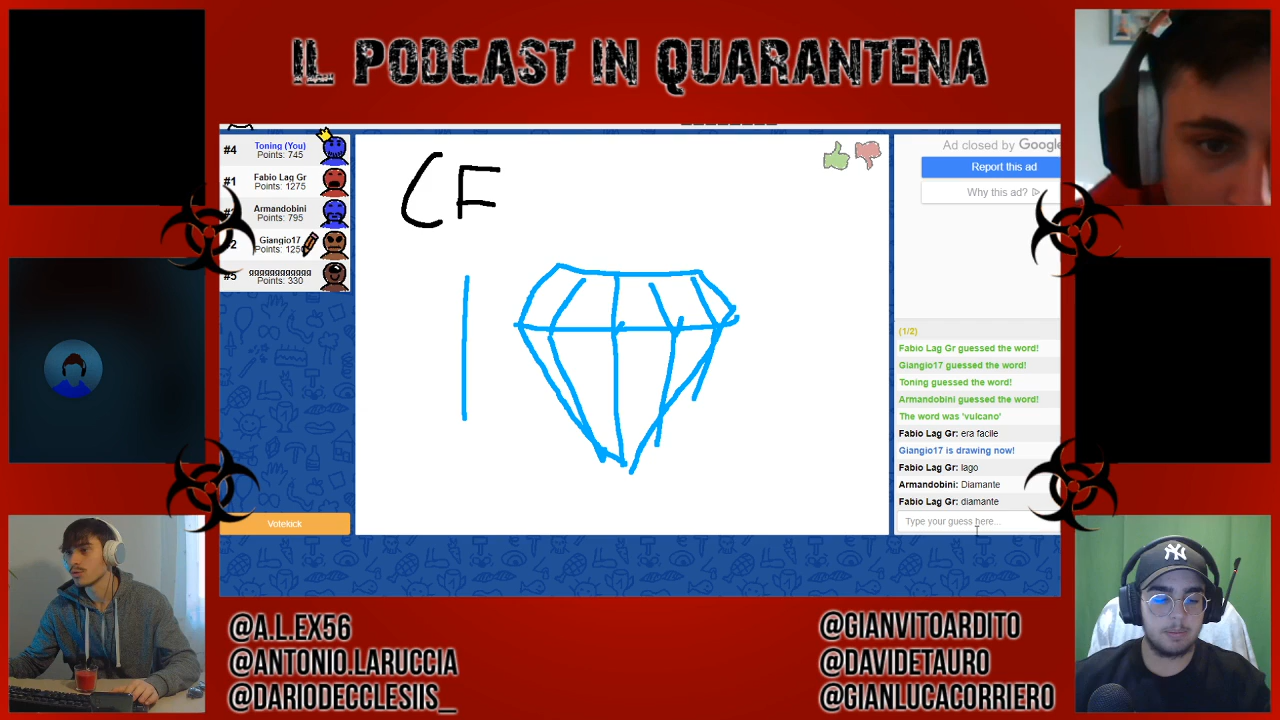 IL PODCAST IN QUARANTENA
#4 Toning (You)
Points: 745
#1 Fabio Lag Gr
Points: 1275
Armandobini
Points: 795
Giangio17
Points: 1250
#5 gggggggggggg
Points: 330
Votekick
CF
Ad closed by Google
Report this ad
Why this ad?
(1/2)
Fabio Lag Gr guessed the word!
Giangio17 guessed the word!
Toning guessed the word!
Armandobini guessed the word!
The word was 'vulcano'
Fabio Lag Gr: era facile
Giangio17 is drawing now!
Fabio Lag Gr: lago
Armandobini: Diamante
Fabio Lag Gr: diamante
Type your guess here...
@A.L.EX56
@ANTONIO.LARUCCIA
@DARIODECCLESIIS_
@GIANVITOARDITO
@DAVIDETAURO
@GIANLUCACORRIERO